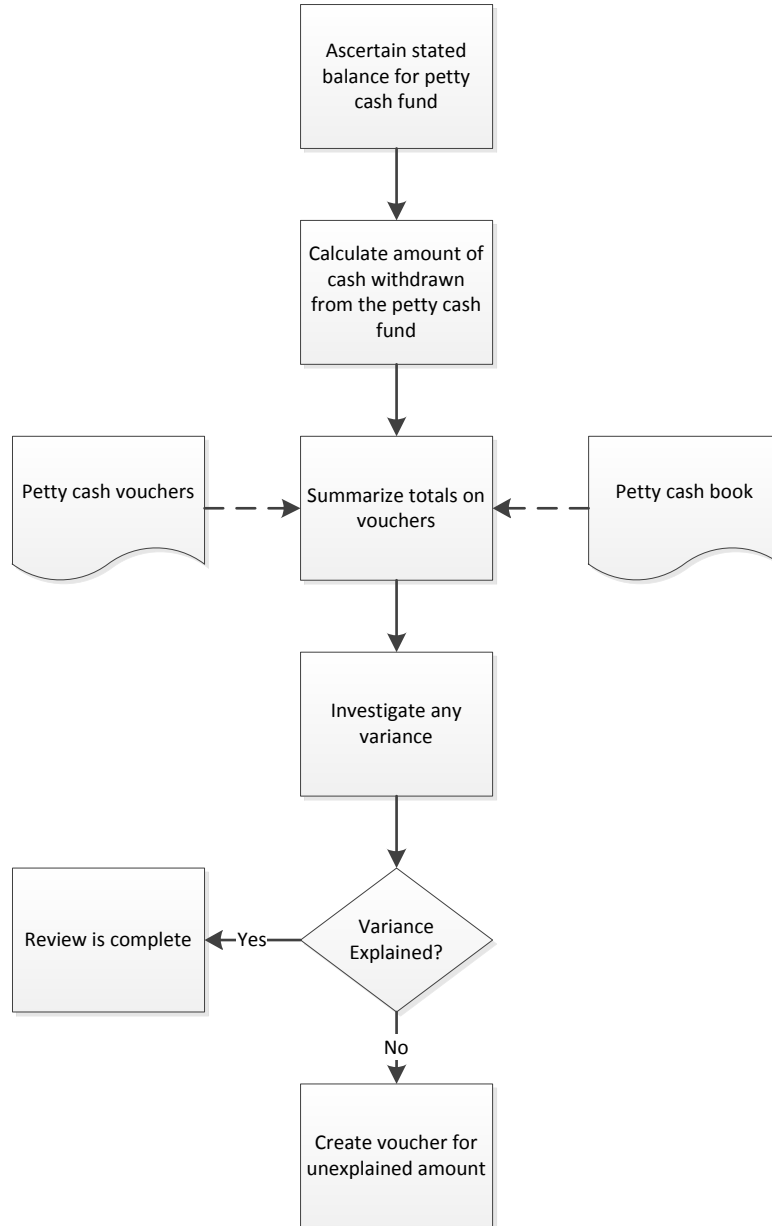 Ascertain stated
balance for petty
cash fund
Calculate amount of
cash withdrawn
from the petty cash
fund
Petty cash vouchers
Summarize totals on
vouchers
Petty cash book
Investigate any
variance
Review is complete
Yes
Variance
Explained?
No
Create voucher for
unexplained amount